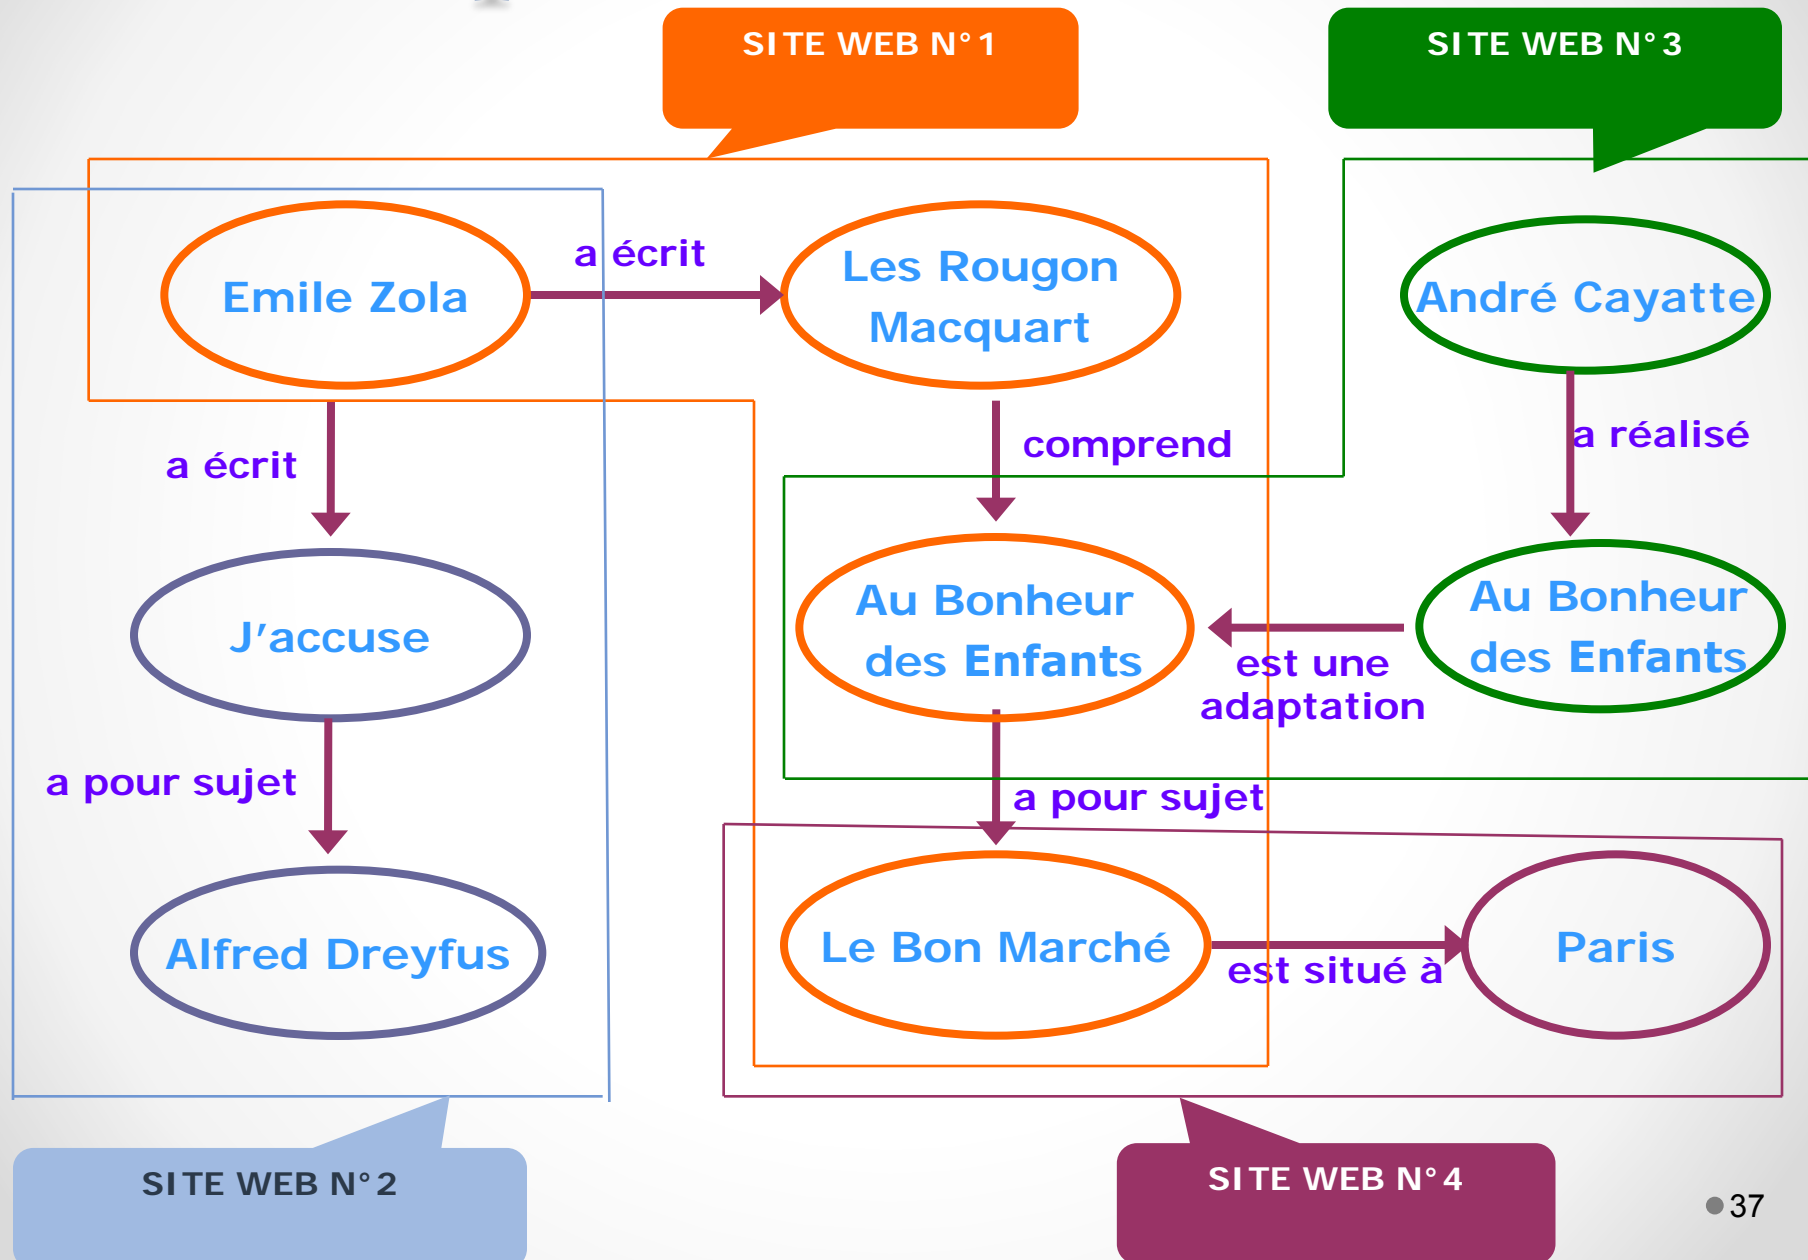 SITE WEB N°1
SITE WEB N°3
Emile Zola
a écrit
Les Rougon
Macquart
André Cayatte
a écrit
comprend
a réalisé
J’accuse
Au Bonheur
des Enfants
est une
adaptation
Au Bonheur
des Enfants
a pour sujet
a pour sujet
Alfred Dreyfus
Le Bon Marché
est situé à
Paris
SITE WEB N°2
SITE WEB N°4
37